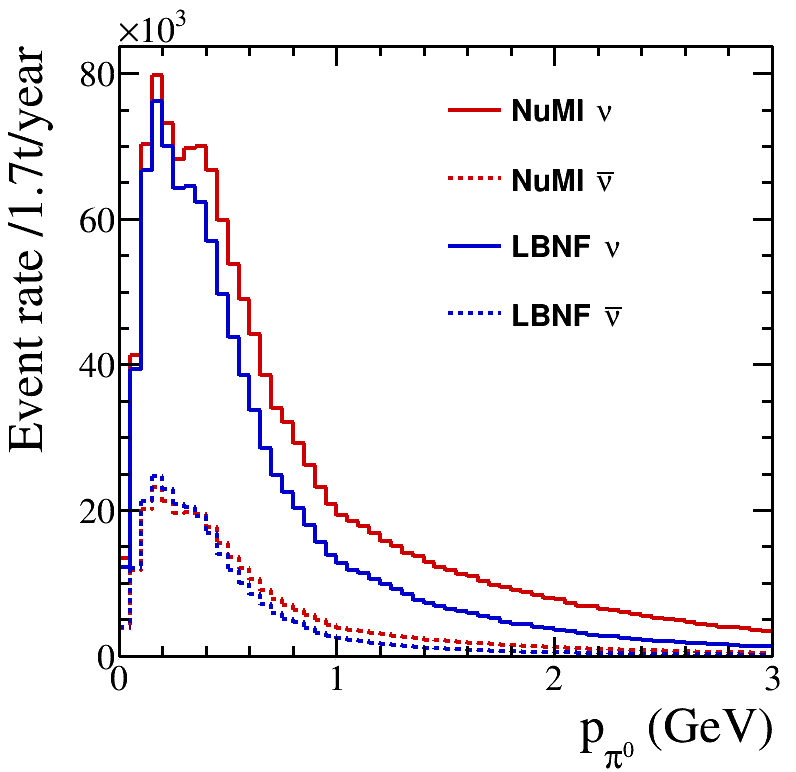 ×10³
Event rate /1.7t/year
80
60
40
20
0
NuMI ν
NuMI ν̅
LBNF ν
LBNF ν̅
0 1 2 3
p_π⁰ (GeV)